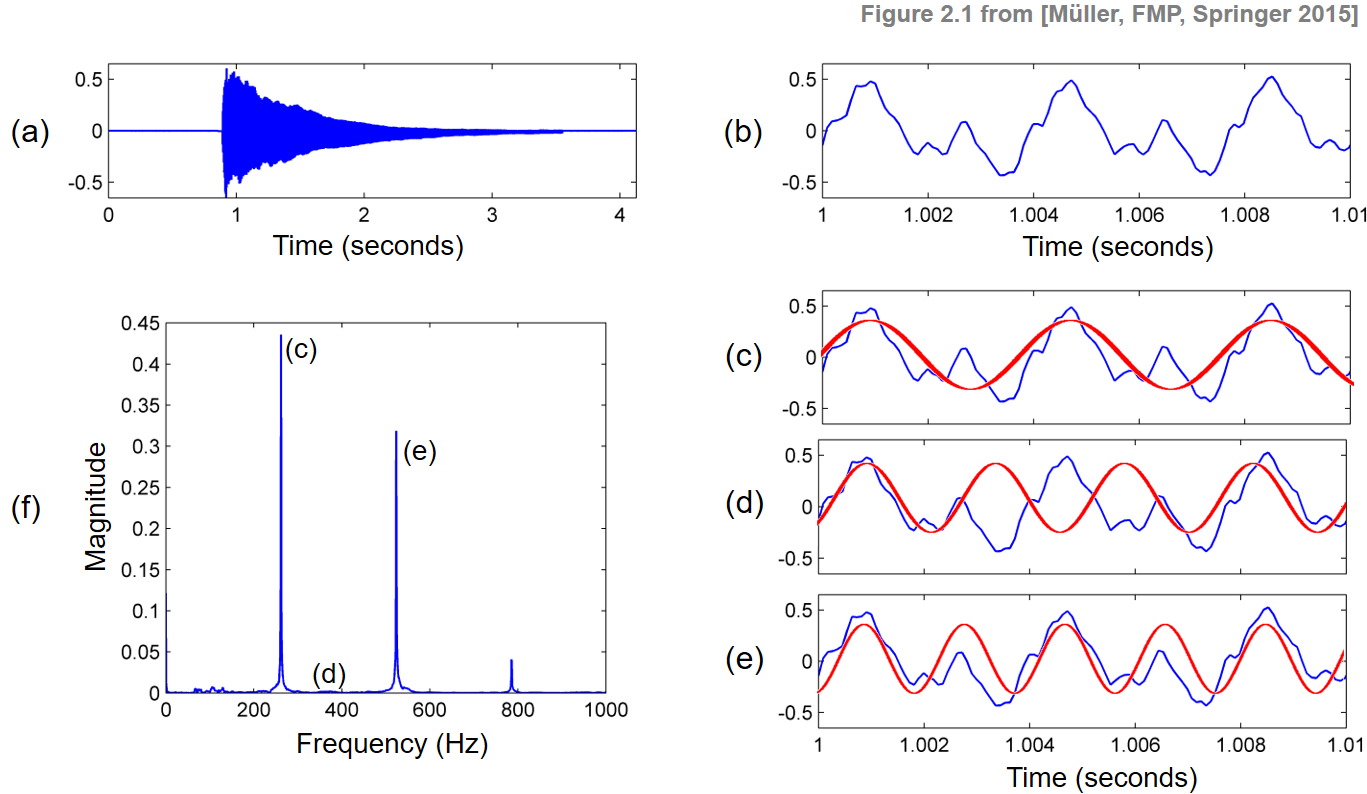 Figure 2.1 from [Müller, FMP, Springer 2015]
(a)
0.5
0
-0.5
0 1 2 3 4
Time (seconds)
(b)
0.5
0
-0.5
1 1.002 1.004 1.006 1.008 1.01
Time (seconds)
(f)
Magnitude
0.45
0.4
0.35
0.3
0.25
0.2
0.15
0.1
0.05
0
(c)
(e)
(d)
0 200 400 600 800 1000
Frequency (Hz)
(c)
0.5
0
-0.5
(d)
0.5
0
-0.5
(e)
0.5
0
-0.5
1 1.002 1.004 1.006 1.008 1.01
Time (seconds)